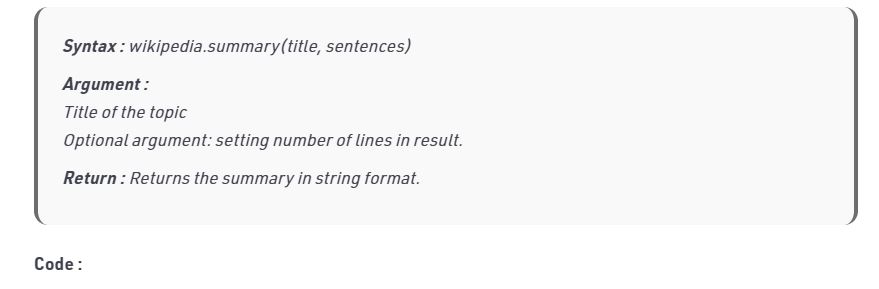 Syntax : wikipedia.summary(title, sentences)
Argument :
Title of the topic
Optional argument: setting number of lines in result.
Return : Returns the summary in string format.
Code :